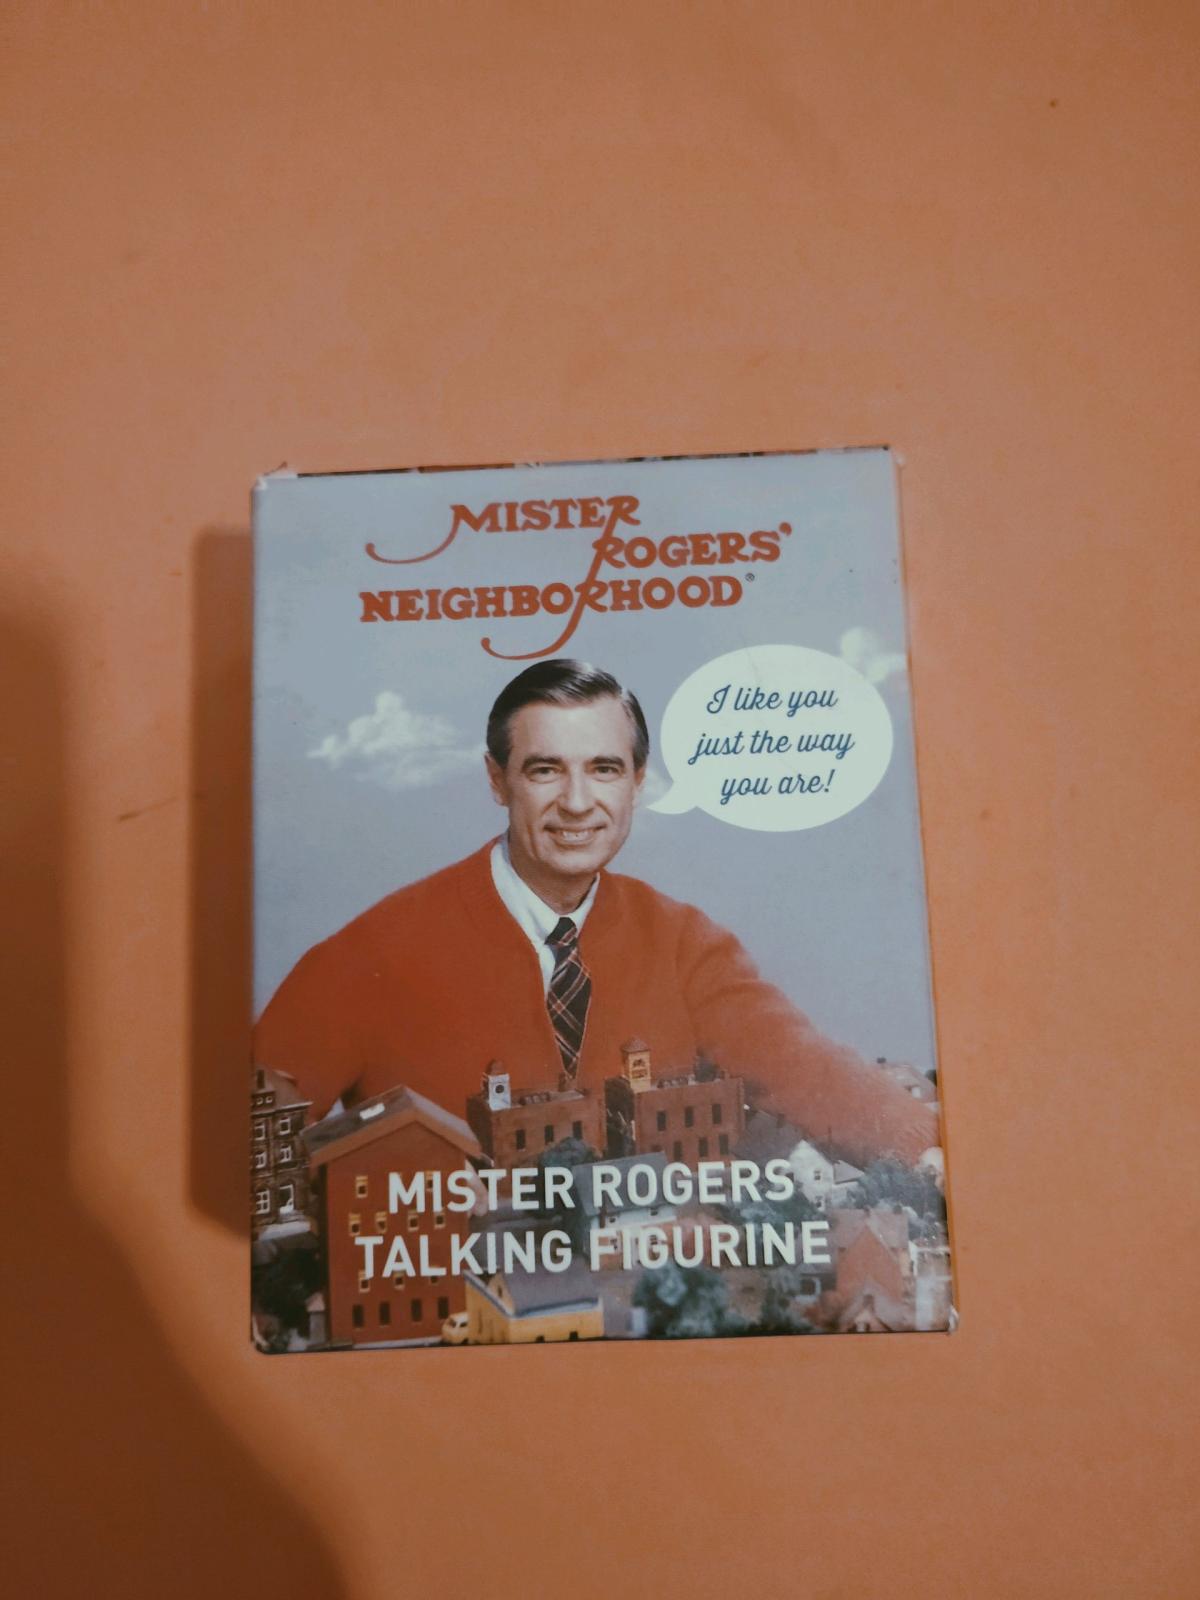 MISTER
ROGERS'
NEIGHBORHOOD®
I like you
just the way
you are!
MISTER ROGERS
TALKING FIGURINE